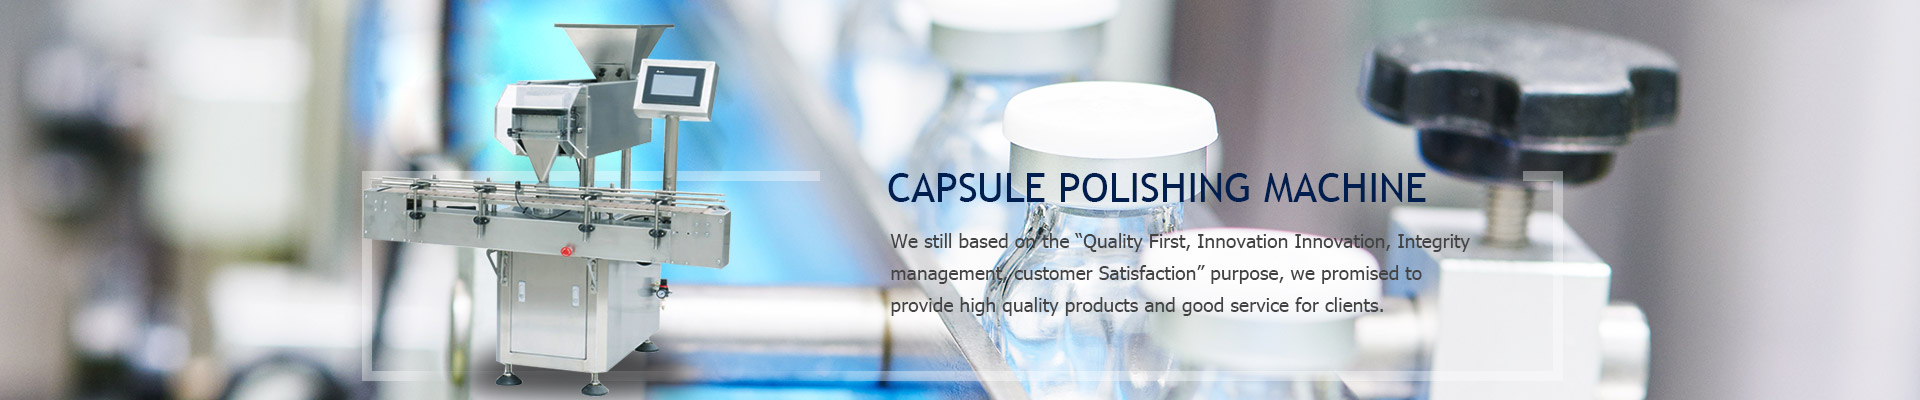 CAPSULE POLISHING MACHINE
We still based on the “Quality First, Innovation Innovation, Integrity
management, customer Satisfaction” purpose, we promised to
provide high quality products and good service for clients.